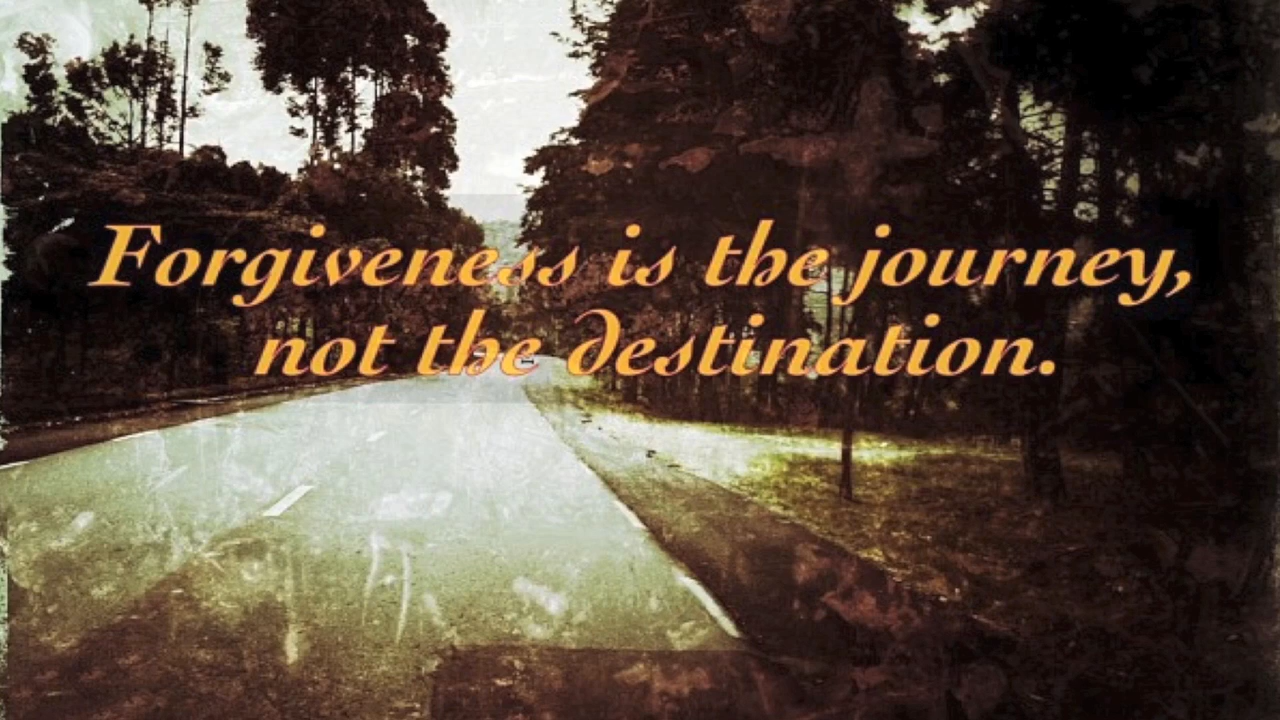 Forgiveness is the journey,
not the destination.